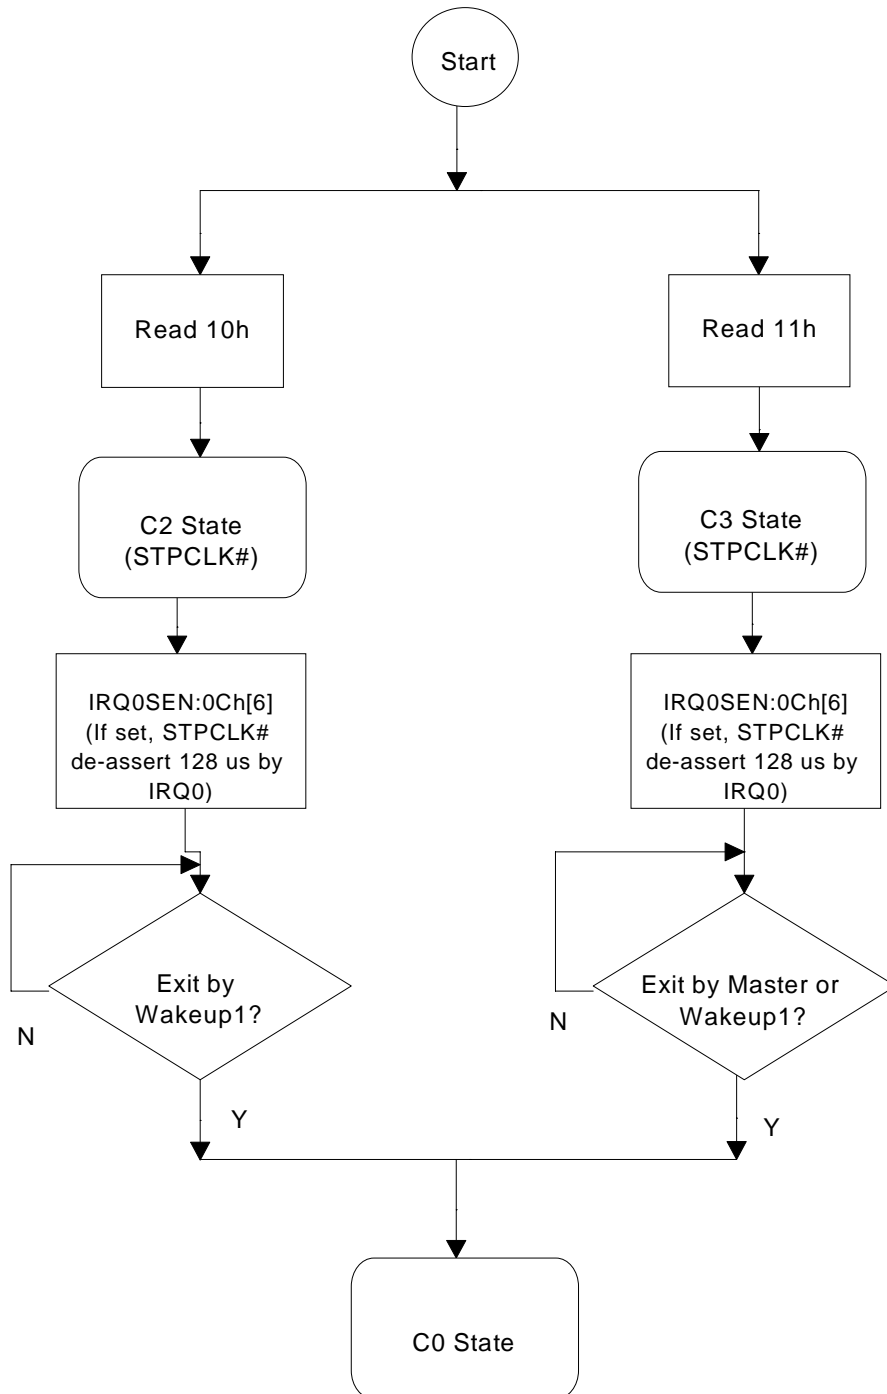 Start
Read 10h
Read 11h
C2 State
(STPCLK#)
C3 State
(STPCLK#)
IRQ0SEN:0Ch[6]
(If set, STPCLK#
de-assert 128 us by
IRQ0)
IRQ0SEN:0Ch[6]
(If set, STPCLK#
de-assert 128 us by
IRQ0)
Exit by
Wakeup1?
N
Y
Exit by Master or
Wakeup1?
N
Y
C0 State